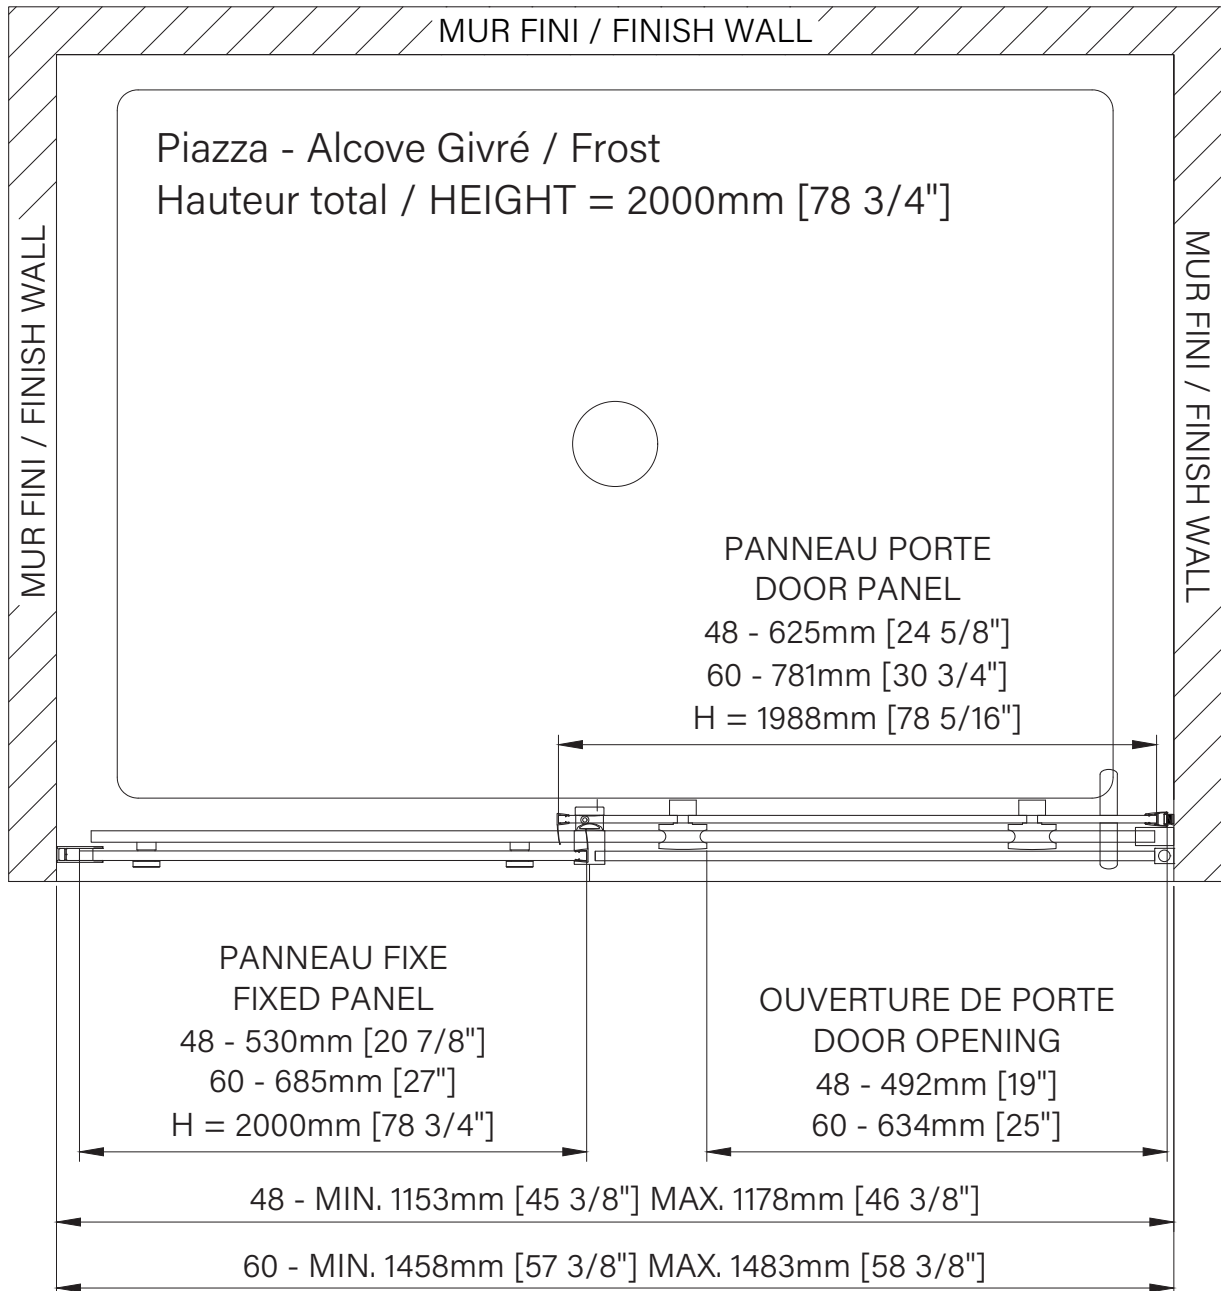 MUR FINI / FINISH WALL
Piazza - Alcove Givré / Frost
Hauteur total / HEIGHT = 2000mm [78 3/4"]
MUR FINI / FINISH WALL
MUR FINI / FINISH WALL
PANNEAU PORTE
DOOR PANEL
48 - 625mm [24 5/8"]
60 - 781mm [30 3/4"]
H = 1988mm [78 5/16"]
PANNEAU FIXE
FIXED PANEL
48 - 530mm [20 7/8"]
60 - 685mm [27"]
H = 2000mm [78 3/4"]
OUVERTURE DE PORTE
DOOR OPENING
48 - 492mm [19"]
60 - 634mm [25"]
48 - MIN. 1153mm [45 3/8"] MAX. 1178mm [46 3/8"]
60 - MIN. 1458mm [57 3/8"] MAX. 1483mm [58 3/8"]